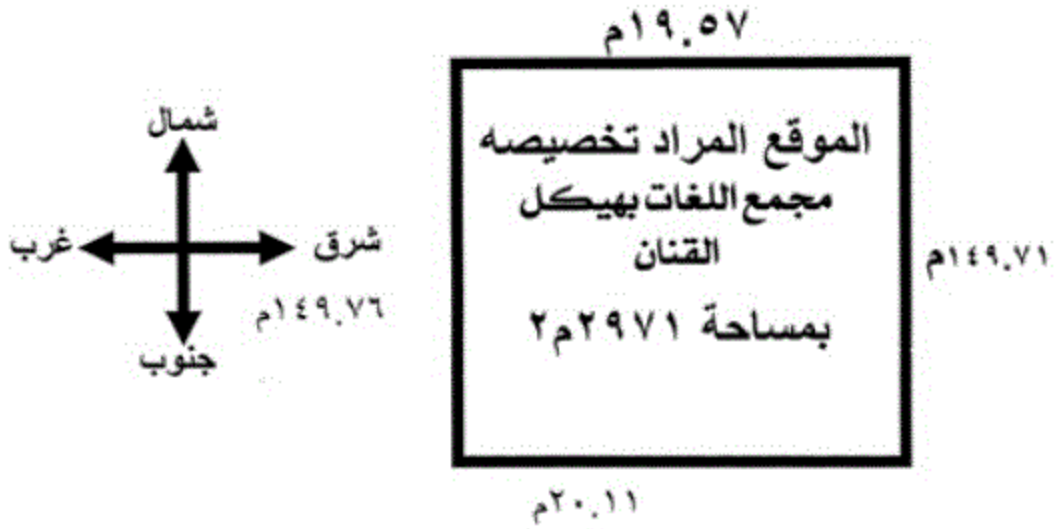 ١٩.٥٧م
شمال
غرب
شرق
جنوب
الموقع المراد تخصيصه
مجمع اللغات بهيكل
القنان
بمساحة ٢٩٧١م٢
١٤٩.٧١م
١٤٩.٧٦م
٢٠.١١م